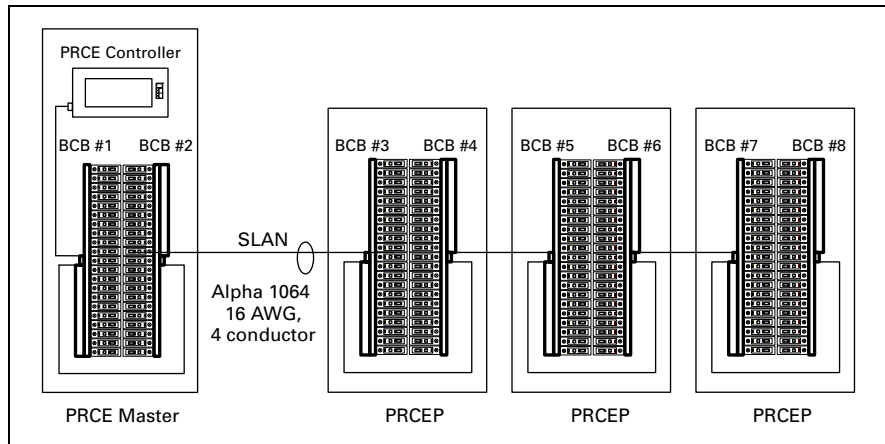 PRCE Controller
BCB #1 BCB #2
BCB #3 BCB #4
BCB #5 BCB #6
BCB #7 BCB #8
SLAN
Alpha 1064
16 AWG,
4 conductor
PRCE Master
PRCEP
PRCEP
PRCEP